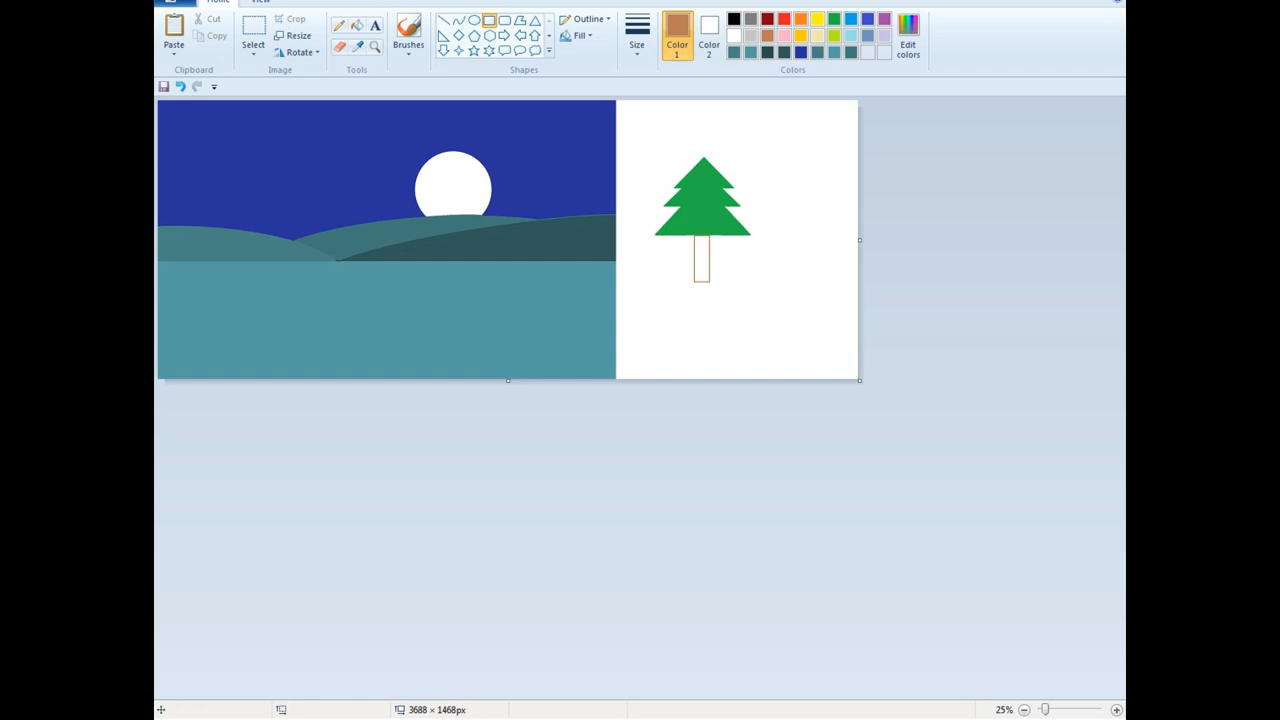 Home View
Paste
Cut
Copy
Clipboard
Select
Crop
Resize
Rotate
Image
A
Tools
Brushes
Outline
Fill
Shapes
Size
Color
1
Color
2
Edit
colors
Colors
3688 × 1468px
25%